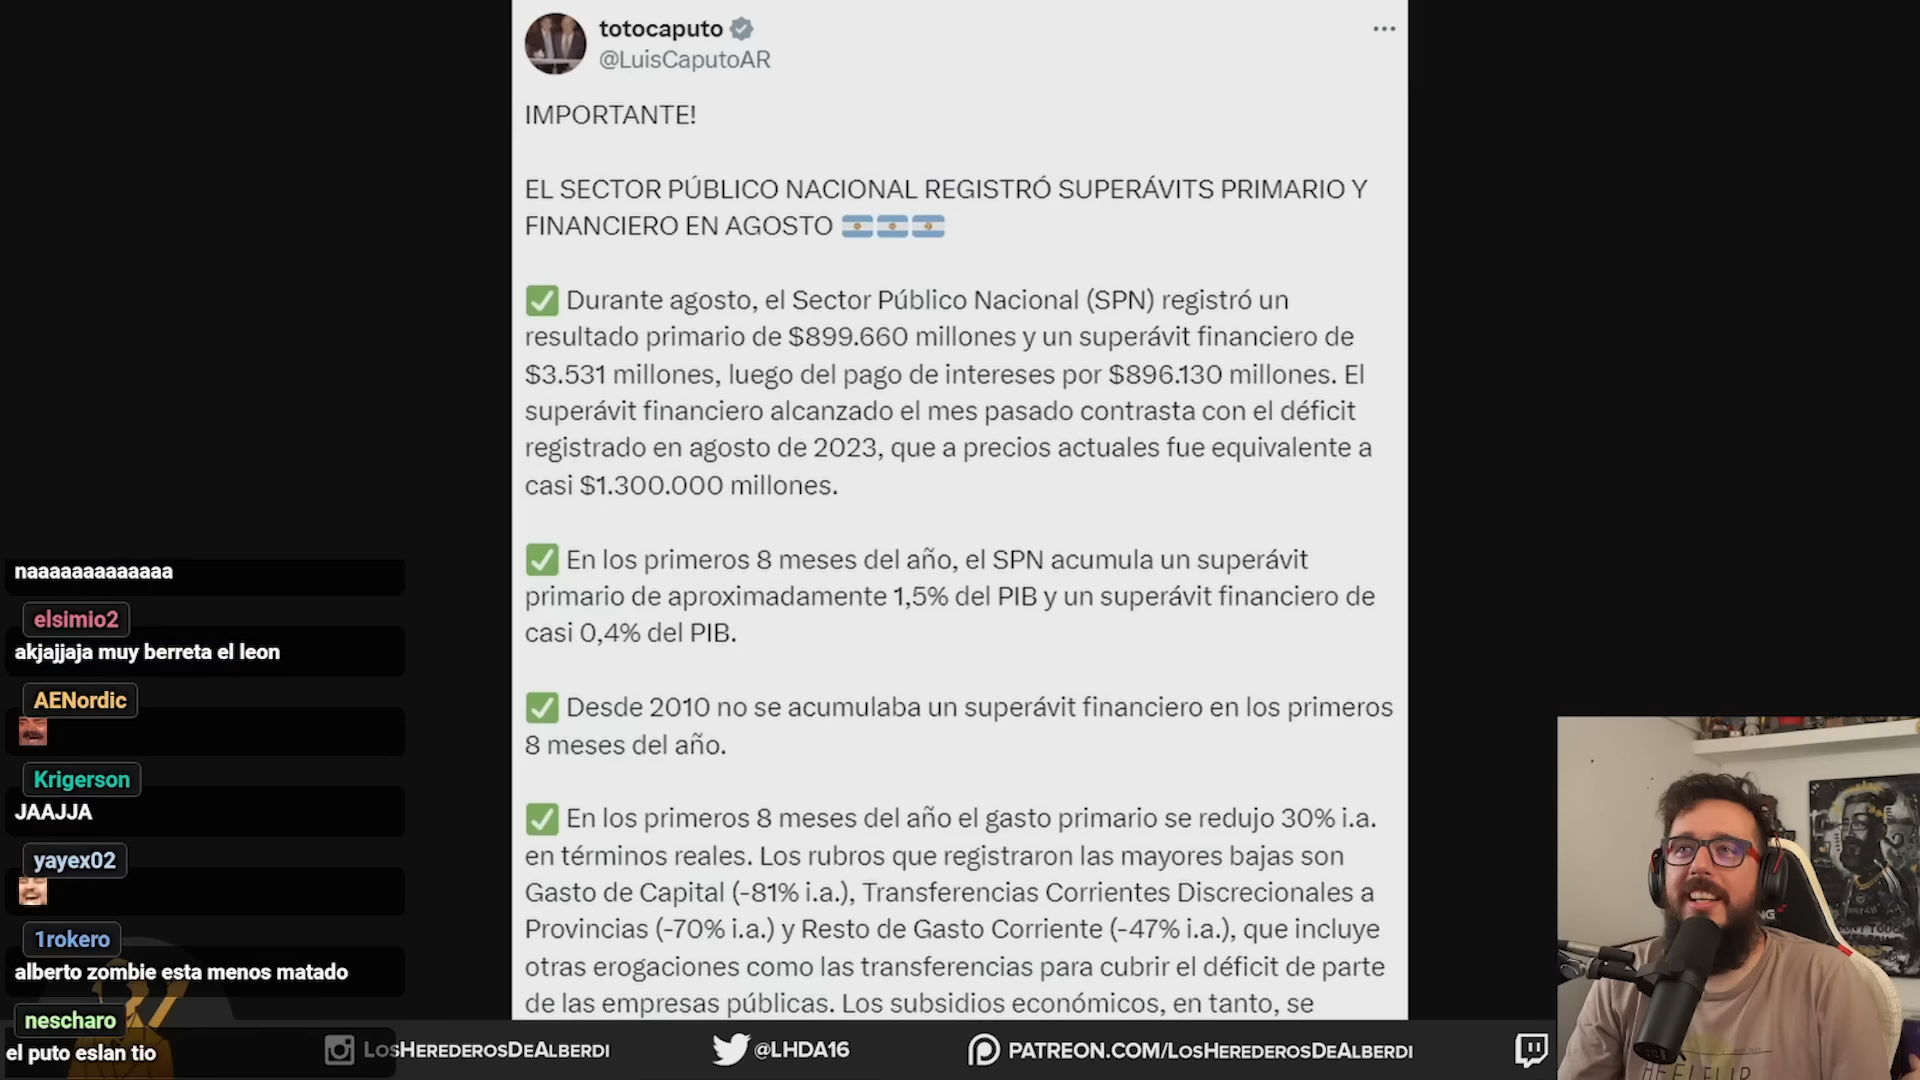 totocaputo
@LuisCaputoAR
IMPORTANTE!
EL SECTOR PÚBLICO NACIONAL REGISTRÓ SUPERÁVITS PRIMARIO Y
FINANCIERO EN AGOSTO
Durante agosto, el Sector Público Nacional (SPN) registró un
resultado primario de $899.660 millones y un superávit financiero de
$3.531 millones, luego del pago de intereses por $896.130 millones. El
superávit financiero alcanzado el mes pasado contrasta con el déficit
registrado en agosto de 2023, que a precios actuales fue equivalente a
casi $1.300.000 millones.
En los primeros 8 meses del año, el SPN acumula un superávit
primario de aproximadamente 1,5% del PIB y un superávit financiero de
casi 0,4% del PIB.
Desde 2010 no se acumulaba un superávit financiero en los primeros
8 meses del año.
En los primeros 8 meses del año el gasto primario se redujo 30% i.a.
en términos reales. Los rubros que registraron las mayores bajas son
Gasto de Capital (-81% i.a.), Transferencias Corrientes Discrecionales a
Provincias (-70% i.a.) y Resto de Gasto Corriente (-47% i.a.), que incluye
otras erogaciones como las transferencias para cubrir el déficit de parte
de las empresas públicas. Los subsidios económicos, en tanto, se
naaaaaaaaaaaaa
elsimio2
akjajjaja muy berreta el leon
AENordic
Krigerson
JAAJJA
yayex02
1rokero
alberto zombie esta menos matado
nescharo
el puto eslan tio
LosHerederosDeAlberdi
@LHDA16
PATREON.COM/LosHerederosDeAlberdi